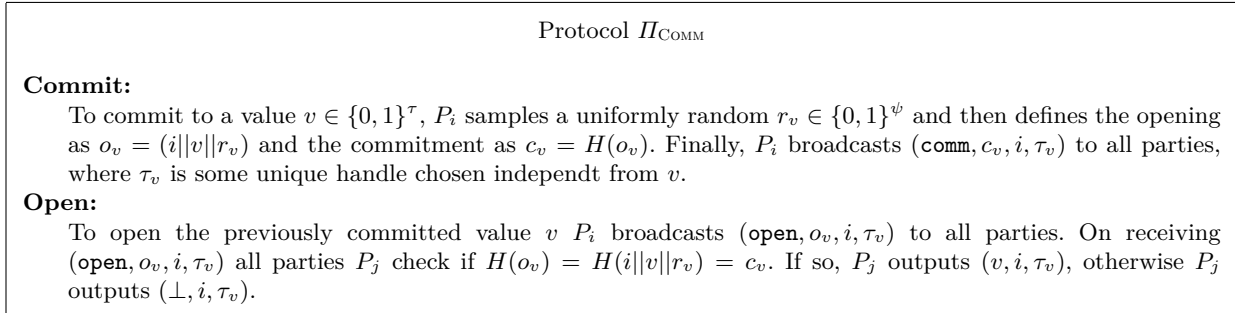 Protocol Π_COMM
Commit:
To commit to a value v ∈ {0, 1}^τ, P_i samples a uniformly random r_v ∈ {0, 1}^ψ and then defines the opening
as o_v = (i||v||r_v) and the commitment as c_v = H(o_v). Finally, P_i broadcasts (comm, c_v, i, τ_v) to all parties,
where τ_v is some unique handle chosen independt from v.
Open:
To open the previously committed value v P_i broadcasts (open, o_v, i, τ_v) to all parties. On receiving
(open, o_v, i, τ_v) all parties P_j check if H(o_v) = H(i||v||r_v) = c_v. If so, P_j outputs (v, i, τ_v), otherwise P_j
outputs (⊥, i, τ_v).